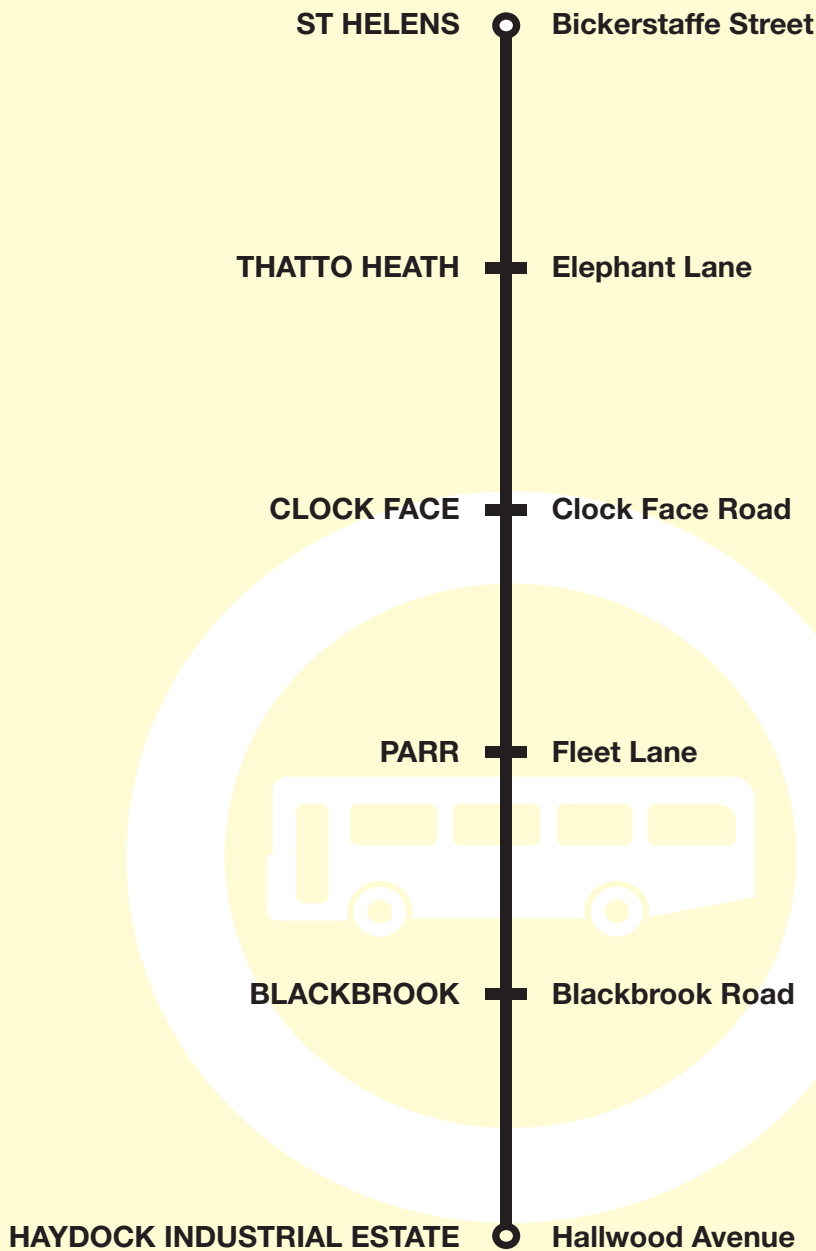 ST HELENS Bickerstaffe Street
THATTO HEATH Elephant Lane
CLOCK FACE Clock Face Road
PARR Fleet Lane
BLACKBROOK Blackbrook Road
HAYDOCK INDUSTRIAL ESTATE Hallwood Avenue